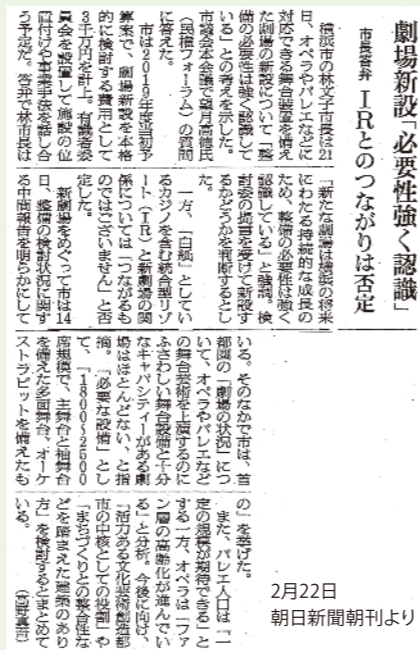 劇場新設「必要性強く認識」
市長答弁 IRとのつながりは否定
横浜市の林文子市長は21
日、オペラやバレエなどに
対応できる舞台装置を備え
た劇場の新設について「整
備の必要性は強く認識して
いる」との考えを示した。
市議会本会議で望月高徳氏
(民権フォーラム)の質問
に答えた。
市は2019年度当初予
算案で、劇場新設を本格
的に検討する費用として
3千万円を計上。有識者委
員会を設置して施設の位
置付けや事業手法を話し合
う予定だ。答弁で林市長は
「新たな劇場は横浜の将来
にわたる持続的な成長の
ため、整備の必要性は強く
認識している」と強調。検
討委の提言を受けて新設す
るかどうかを判断するとし
た。
一方、「白紙」としてい
るカジノを含む統合型リゾ
ート(IR)と新劇場の関
係については「つながるも
のではございません」と否
定した。
新劇場をめぐって市は14
日、整備の検討状況に関す
る中間報告を明らかにして
いる。そのなかで市は、首
都圏の「劇場の状況」につ
いて、オペラやバレエなど
の舞台芸術を上演するのに
ふさわしい舞台設備と十分
なキャパシティーがある劇
場はほとんどない、と指
摘。「必要な設備」とし
て、「1800〜2500
席規模で、主舞台と袖舞台
を備えた多面舞台、オーケ
ストラピットを備えたも
の」を挙げた。
また、バレエ人口は「一
定の規模が期待できる」と
する一方、オペラは「ファ
ン層の高齢化が進んでい
る」と分析。今後に向け、
「活力ある文化芸術創造都
市の中核としての役割」や
「まちづくりとの整合性な
どを踏まえた建築のあり
方」を検討するとまとめて
いる。
2月22日
朝日新聞朝刊より